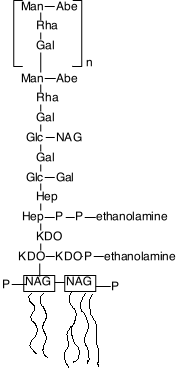 Man—Abe
Rha
Gal
n
Man—Abe
Rha
Gal
Glc—NAG
Gal
Glc—Gal
Hep
Hep—P—P—ethanolamine
KDO
KDO—KDO·P—ethanolamine
P—NAG—NAG—P